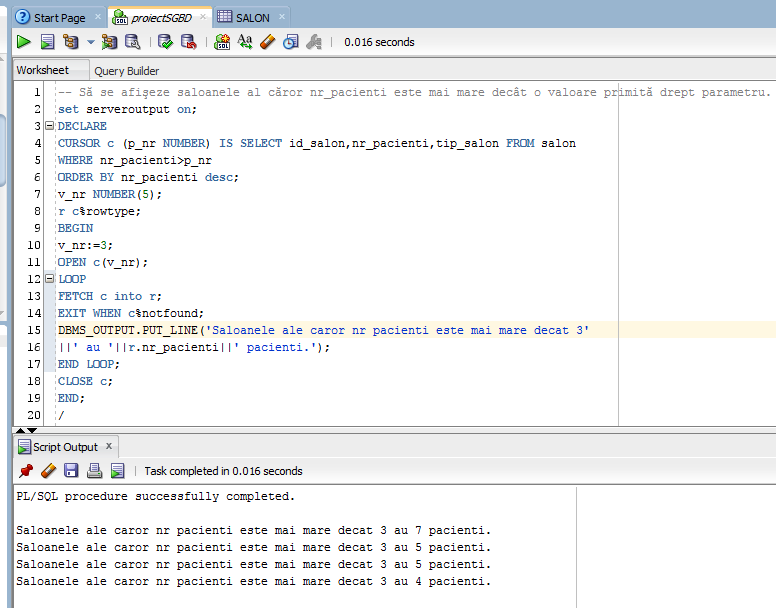 Start Page × proiectSGBD × SALON ×
0.016 seconds
Worksheet Query Builder
1 -- Să se afișeze saloanele al căror nr_pacienti este mai mare decât o valoare primită drept parametru.
2 set serveroutput on;
3 DECLARE
4 CURSOR c (p_nr NUMBER) IS SELECT id_salon,nr_pacienti,tip_salon FROM salon
5 WHERE nr_pacienti>p_nr
6 ORDER BY nr_pacienti desc;
7 v_nr NUMBER(5);
8 r c%rowtype;
9 BEGIN
10 v_nr:=3;
11 OPEN c(v_nr);
12 LOOP
13 FETCH c into r;
14 EXIT WHEN c%notfound;
15 DBMS_OUTPUT.PUT_LINE('Saloanele ale caror nr pacienti este mai mare decat 3'
16 ||' au '||r.nr_pacienti||' pacienti.');
17 END LOOP;
18 CLOSE c;
19 END;
20 /
Script Output ×
Task completed in 0.016 seconds
PL/SQL procedure successfully completed.
Saloanele ale caror nr pacienti este mai mare decat 3 au 7 pacienti.
Saloanele ale caror nr pacienti este mai mare decat 3 au 5 pacienti.
Saloanele ale caror nr pacienti este mai mare decat 3 au 5 pacienti.
Saloanele ale caror nr pacienti este mai mare decat 3 au 4 pacienti.